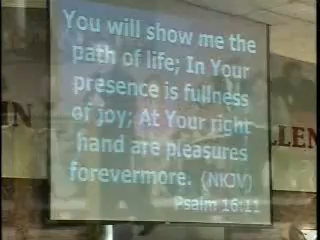 You will show me the
path of life; In Your
presence is fullness
of joy; At Your right
hand are pleasures
forevermore. (NKJV)
Psalm 16:11